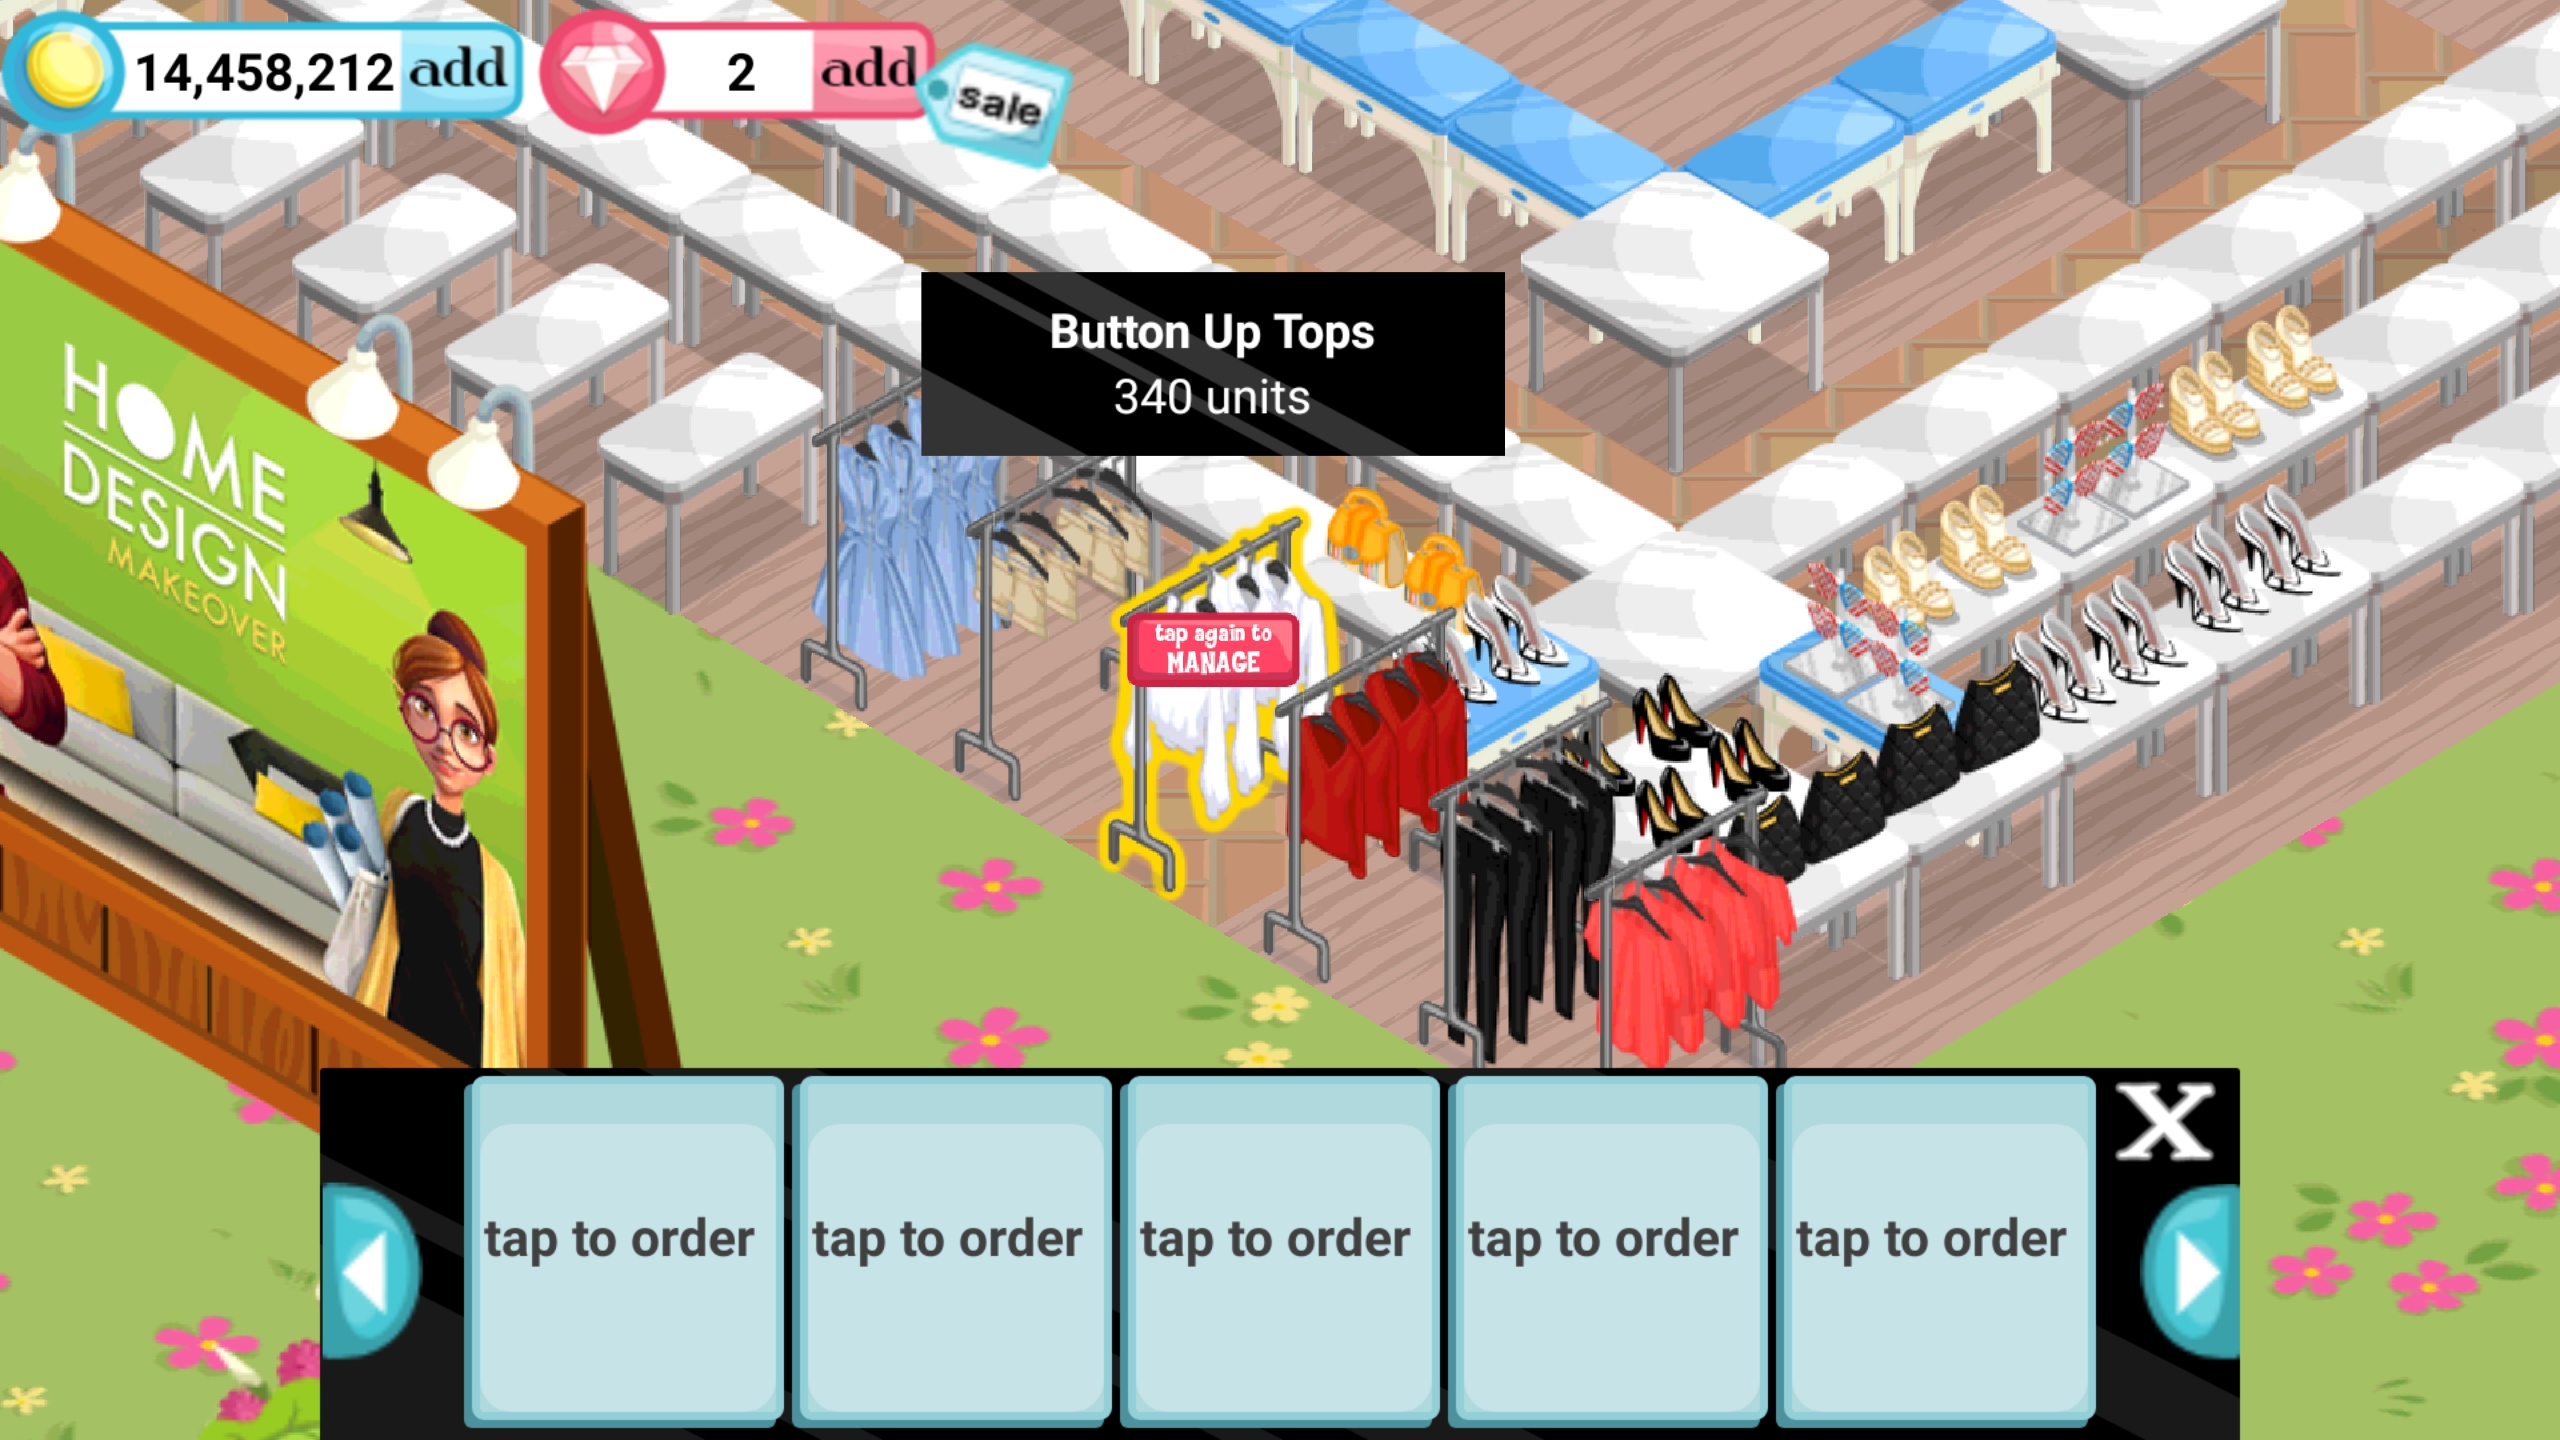 14,458,212 add
2 add
sale
Button Up Tops
340 units
HOME
DESIGN
MAKEOVER
tap again to
MANAGE
tap to order
tap to order
tap to order
tap to order
tap to order
X